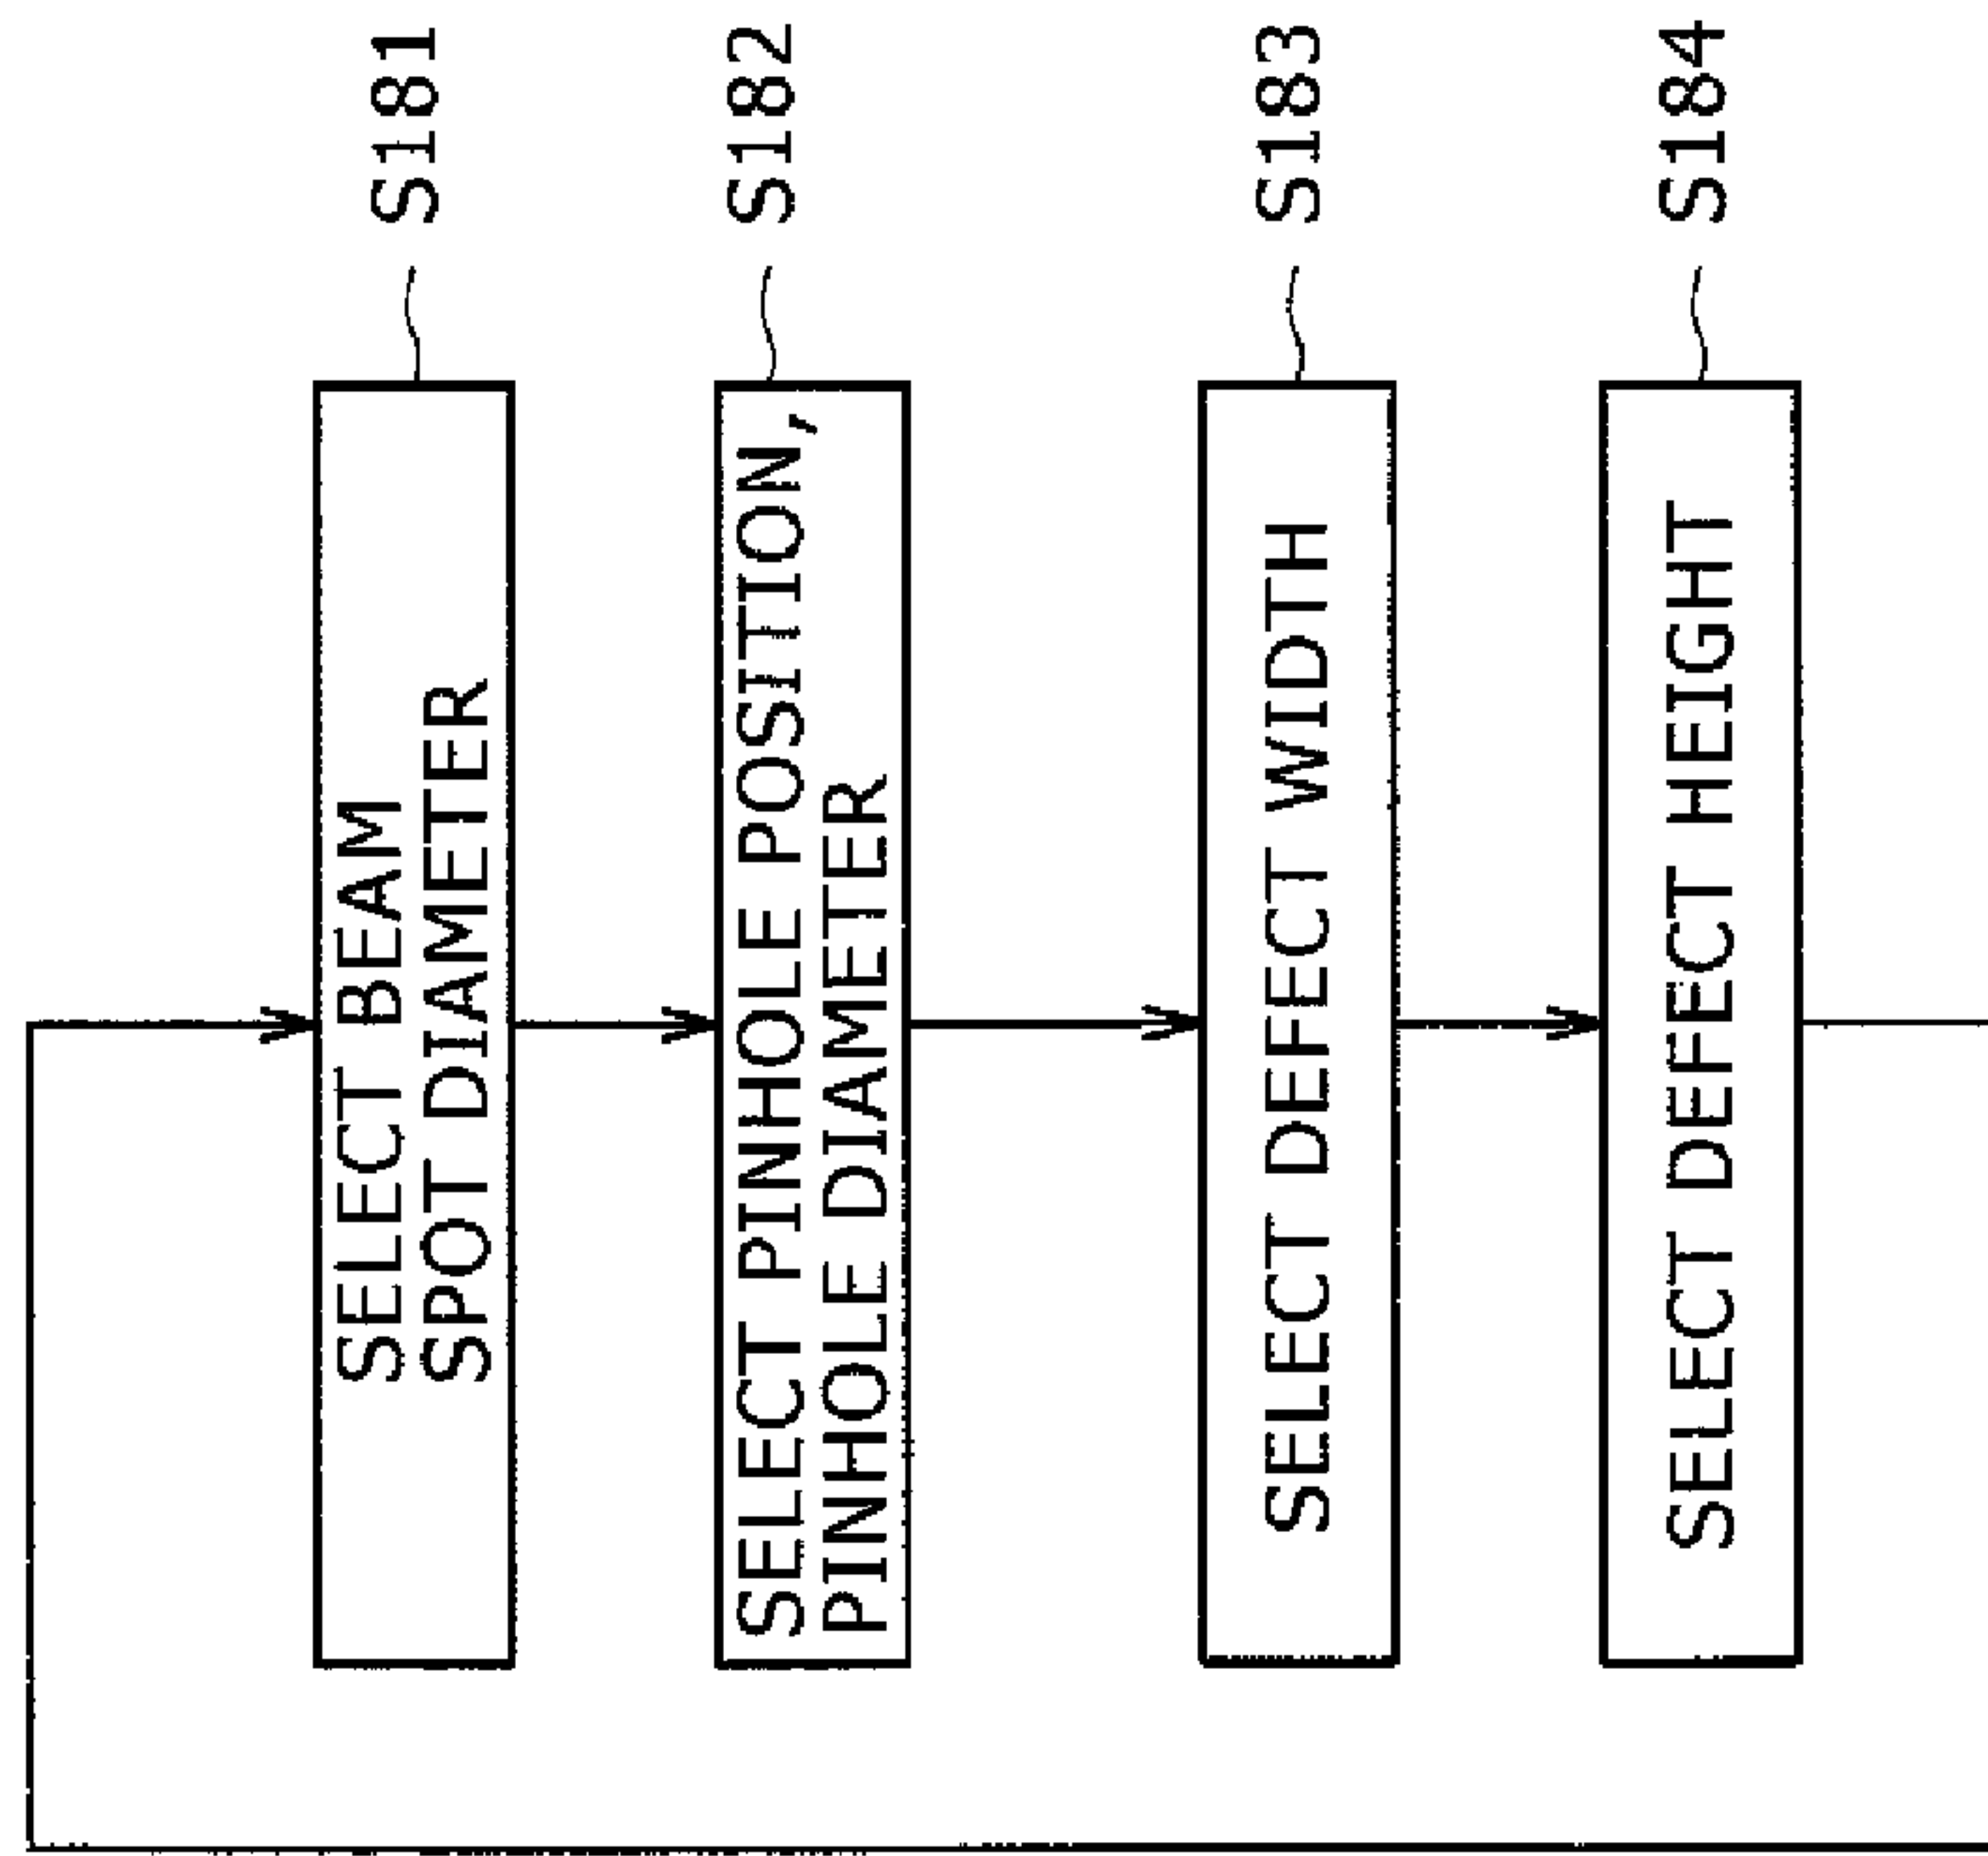 SELECT BEAM
SPOT DIAMETER
S181
SELECT PINHOLE POSITION,
PINHOLE DIAMETER
S182
SELECT DEFECT WIDTH
S183
SELECT DEFECT HEIGHT
S184